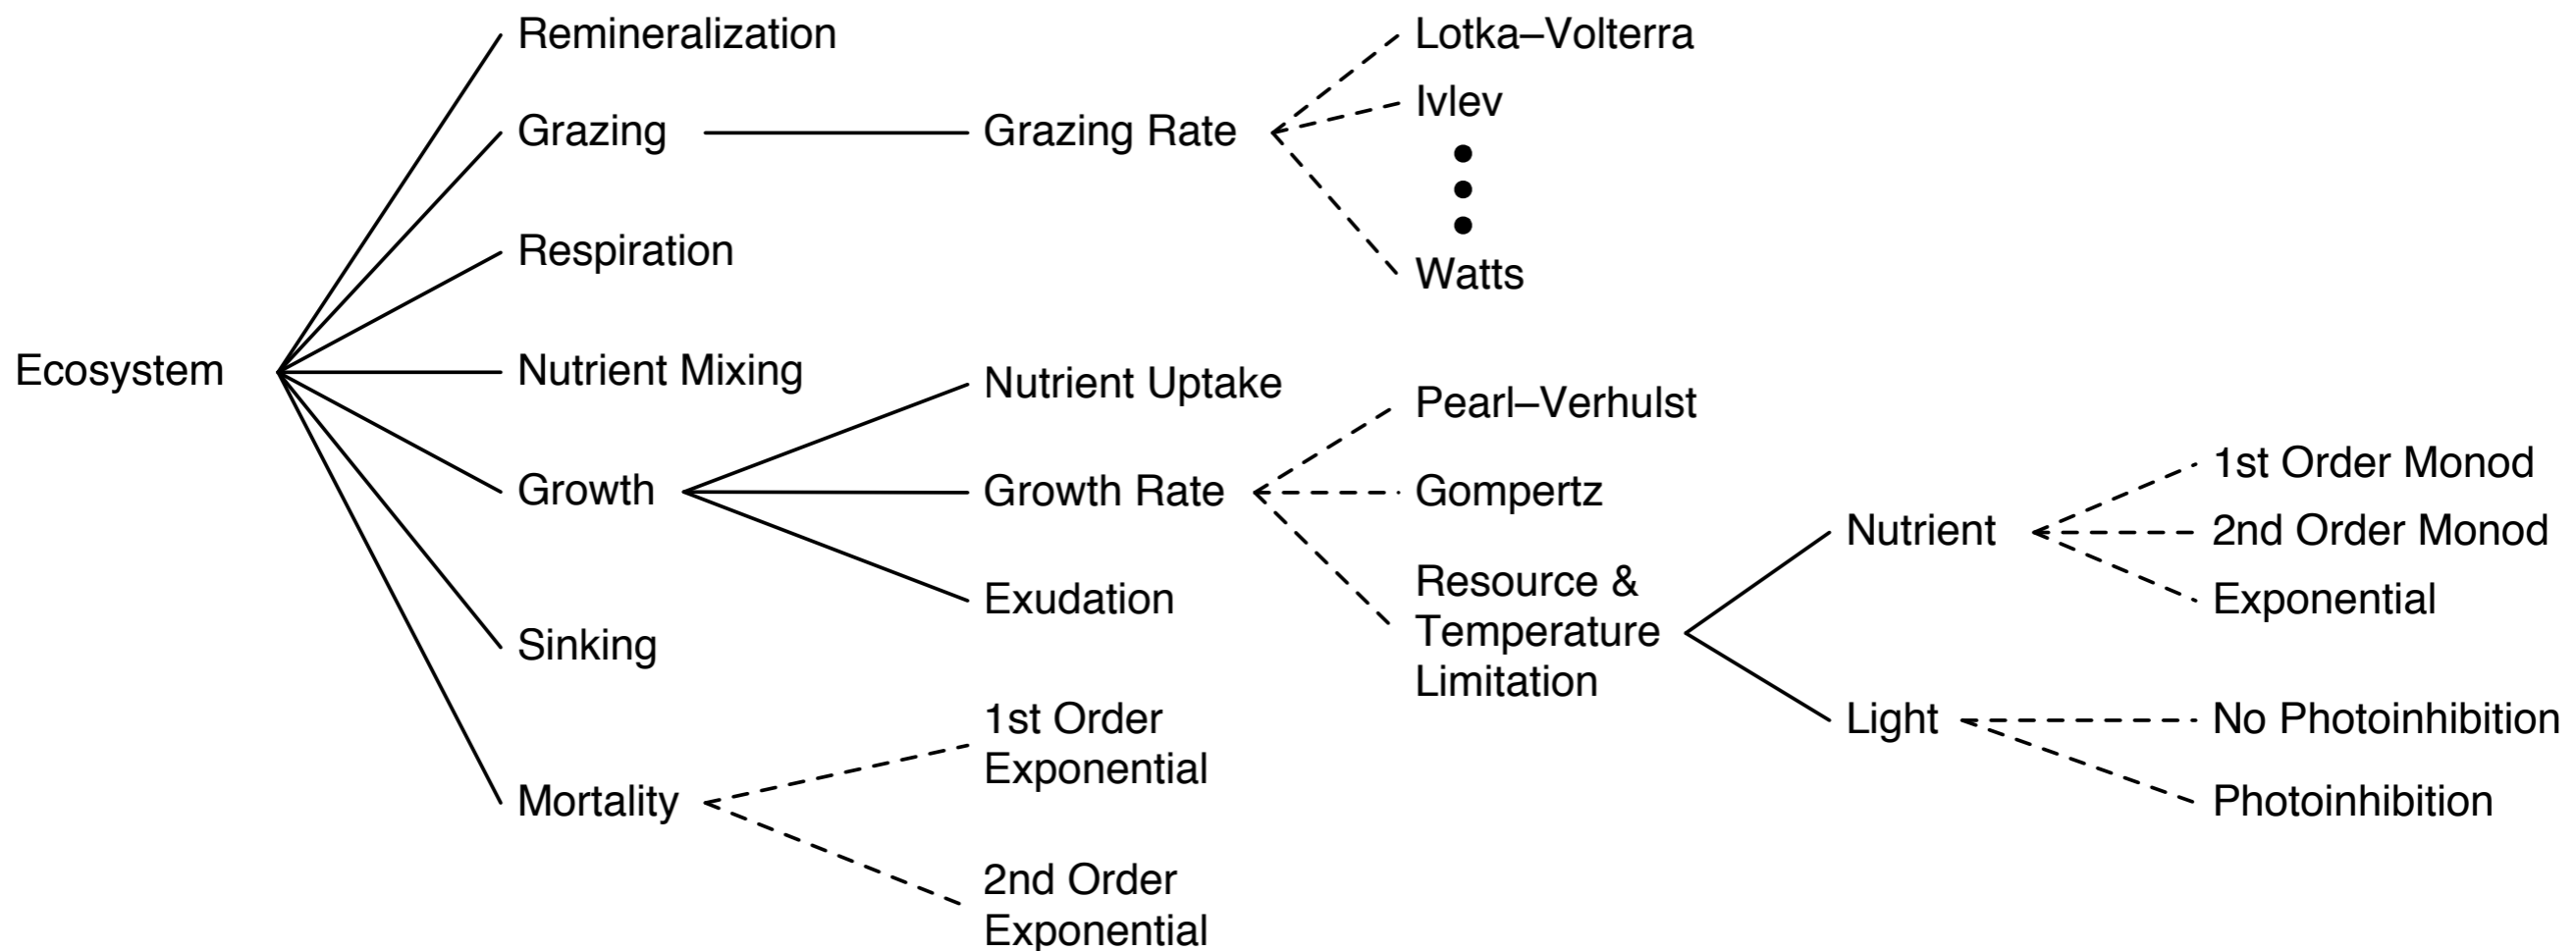 Ecosystem
Remineralization
Grazing
Respiration
Nutrient Mixing
Growth
Sinking
Mortality
Grazing Rate
Nutrient Uptake
Growth Rate
Exudation
1st Order
Exponential
2nd Order
Exponential
Lotka–Volterra
Ivlev
Watts
Pearl–Verhulst
Gompertz
Resource &
Temperature
Limitation
Nutrient
Light
1st Order Monod
2nd Order Monod
Exponential
No Photoinhibition
Photoinhibition